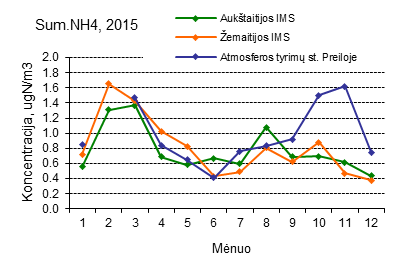 Sum.NH4, 2015
Aukštaitijos IMS
Žemaitijos IMS
Atmosferos tyrimų st. Preiloje
Koncentracija, ugN/m3
2.0
1.8
1.6
1.4
1.2
1.0
0.8
0.6
0.4
0.2
0.0
1 2 3 4 5 6 7 8 9 10 11 12
Mėnuo